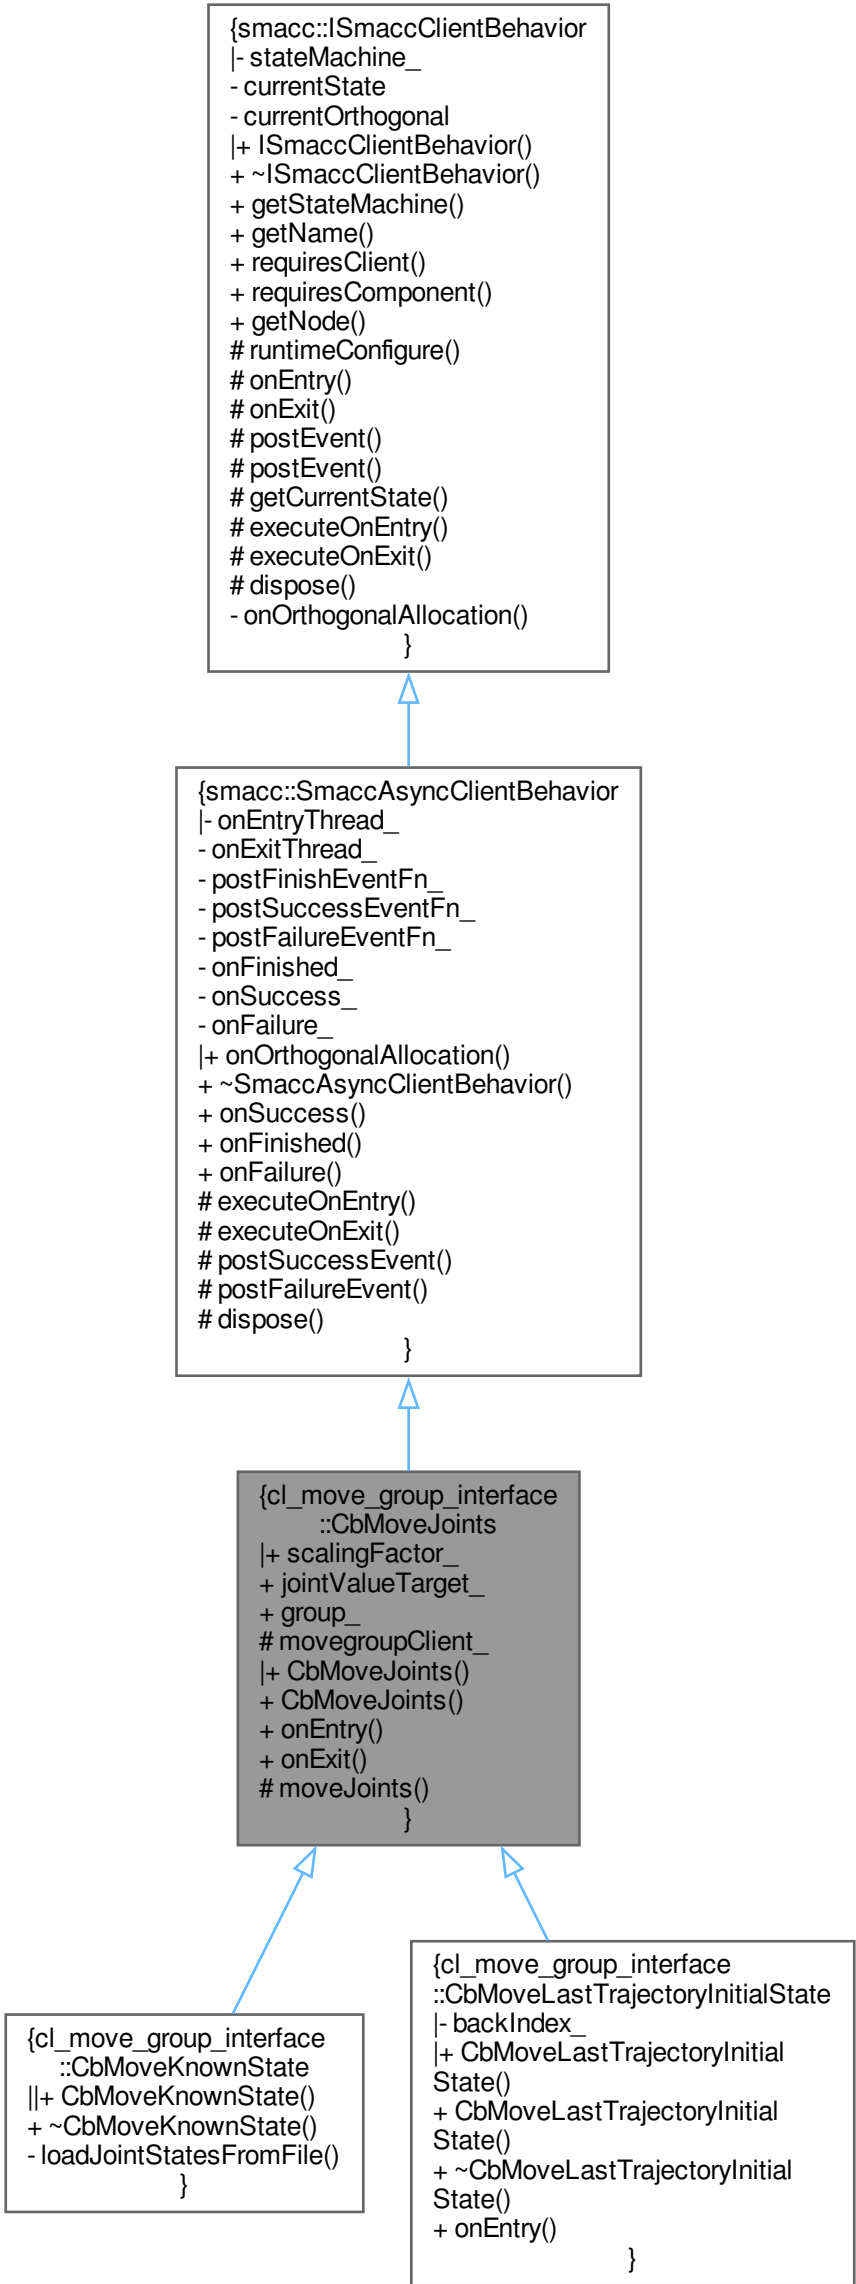 {smacc::ISmaccClientBehavior
|- stateMachine_
- currentState
- currentOrthogonal
|+ ISmaccClientBehavior()
+ ~ISmaccClientBehavior()
+ getStateMachine()
+ getName()
+ requiresClient()
+ requiresComponent()
+ getNode()
# runtimeConfigure()
# onEntry()
# onExit()
# postEvent()
# postEvent()
# getCurrentState()
# executeOnEntry()
# executeOnExit()
# dispose()
- onOrthogonalAllocation()
}
{smacc::SmaccAsyncClientBehavior
|- onEntryThread_
- onExitThread_
- postFinishEventFn_
- postSuccessEventFn_
- postFailureEventFn_
- onFinished_
- onSuccess_
- onFailure_
|+ onOrthogonalAllocation()
+ ~SmaccAsyncClientBehavior()
+ onSuccess()
+ onFinished()
+ onFailure()
# executeOnEntry()
# executeOnExit()
# postSuccessEvent()
# postFailureEvent()
# dispose()
}
{cl_move_group_interface
::CbMoveJoints
|+ scalingFactor_
+ jointValueTarget_
+ group_
# movegroupClient_
|+ CbMoveJoints()
+ CbMoveJoints()
+ onEntry()
+ onExit()
# moveJoints()
}
{cl_move_group_interface
::CbMoveKnownState
||+ CbMoveKnownState()
+ ~CbMoveKnownState()
- loadJointStatesFromFile()
}
{cl_move_group_interface
::CbMoveLastTrajectoryInitialState
|- backIndex_
|+ CbMoveLastTrajectoryInitial
State()
+ CbMoveLastTrajectoryInitial
State()
+ ~CbMoveLastTrajectoryInitial
State()
+ onEntry()
}